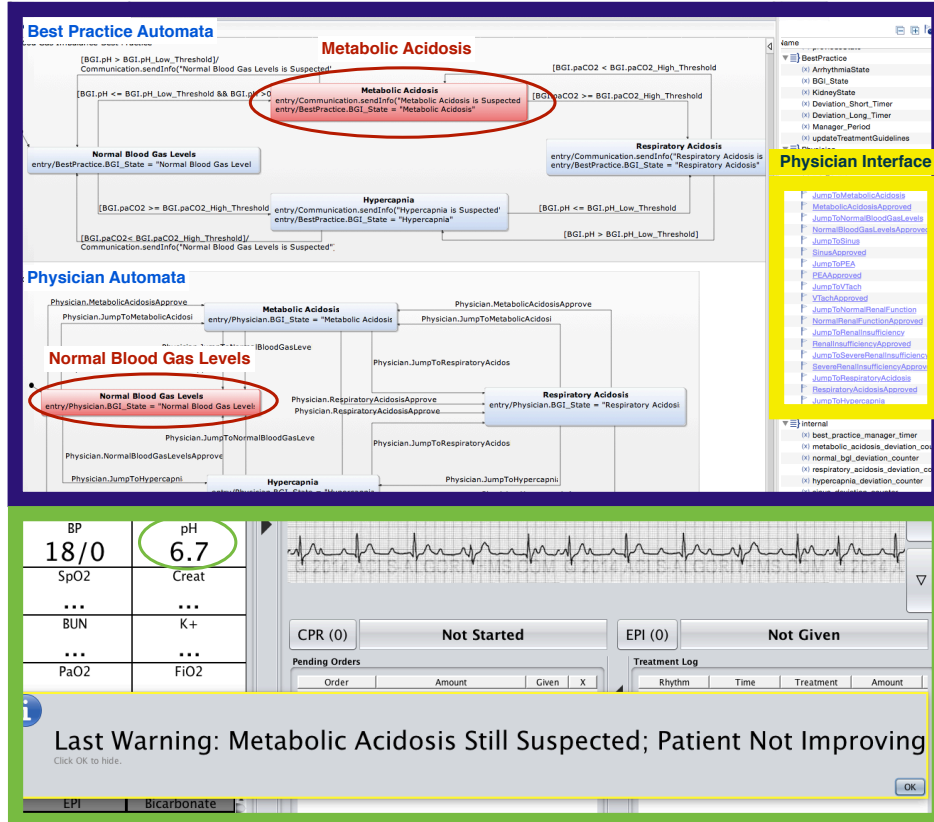 Best Practice Automata
Metabolic Acidosis
[BGI.pH > BGI.pH_Low_Threshold]/
Communication.sendInfo("Normal Blood Gas Levels is Suspected"
[BGI.paCO2 < BGI.paCO2_High_Threshold
[BGI.pH <= BGI.pH_Low_Threshold && BGI.pH >0
Metabolic Acidosis
entry/Communication.sendInfo("Metabolic Acidosis is Suspected
entry/BestPractice.BGI_State = "Metabolic Acidosis"
[BGI.paCO2 >= BGI.paCO2_High_Threshold
Normal Blood Gas Levels
entry/BestPractice.BGI_State = "Normal Blood Gas Level
Respiratory Acidosis
entry/Communication.sendInfo("Respiratory Acidosis is
entry/BestPractice.BGI_State = "Respiratory Acidosis"
[BGI.paCO2 >= BGI.paCO2_High_Threshold
Hypercapnia
entry/Communication.sendInfo("Hypercapnia is Suspected'
entry/BestPractice.BGI_State = "Hypercapnia"
[BGI.pH <= BGI.pH_Low_Threshold
[BGI.pH > BGI.pH_Low_Threshold]
[BGI.paCO2< BGI.paCO2_High_Threshold]/
Communication.sendInfo("Normal Blood Gas Levels is Suspected"
Name
BestPractice
(x) ArrhythmiaState
(x) BGI_State
(x) KidneyState
(x) Deviation_Short_Timer
(x) Deviation_Long_Timer
(x) Manager_Period
(x) updateTreatmentGuidelines
Physician Interface
JumpToMetabolicAcidosis
MetabolicAcidosisApproved
JumpToNormalBloodGasLevels
NormalBloodGasLevelsApproved
JumpToSinus
SinusApproved
JumpToPEA
PEAApproved
JumpToVTach
VTachApproved
JumpToNormalRenalFunction
NormalRenalFunctionApproved
JumpToRenalInsufficiency
RenalInsufficiencyApproved
JumpToSevereRenalInsufficiency
SevereRenalInsufficiencyApprov
JumpToRespiratoryAcidosis
RespiratoryAcidosisApproved
JumpToHypercapnia
internal
(x) best_practice_manager_timer
(x) metabolic_acidosis_deviation_cou
(x) normal_bgl_deviation_counter
(x) respiratory_acidosis_deviation_co
(x) hypercapnia_deviation_counter
Physician Automata
Physician.MetabolicAcidosisApprove
Physician.JumpToMetabolicAcidosi
Metabolic Acidosis
entry/Physician.BGI_State = "Metabolic Acidosis
Physician.MetabolicAcidosisApprove
Physician.JumpToMetabolicAcidosi
BloodGasLeve
Normal Blood Gas Levels
Physician.JumpToRespiratoryAcidos
Normal Blood Gas Levels
entry/Physician.BGI_State = "Normal Blood Gas Level
Physician.RespiratoryAcidosisApprove
Physician.RespiratoryAcidosisApprove
Respiratory Acidosis
entry/Physician.BGI_State = "Respiratory Acidosi
Physician.JumpToNormalBloodGasLeve
Physician.JumpToRespiratoryAcidos
Physician.NormalBloodGasLevelsApprove
Physician.JumpToHypercapni
Hypercapnia
Physician.JumpToHypercapni
BP
18/0
pH
6.7
SpO2
...
Creat
...
BUN
...
K+
...
PaO2
FiO2
© 2014 ACLS-ALGORITHMS.COM
CPR (0)
Not Started
EPI (0)
Not Given
Pending Orders
Order Amount Given X
Treatment Log
Rhythm Time Treatment Amount
Last Warning: Metabolic Acidosis Still Suspected; Patient Not Improving
Click OK to hide.
OK
EPI
Bicarbonate